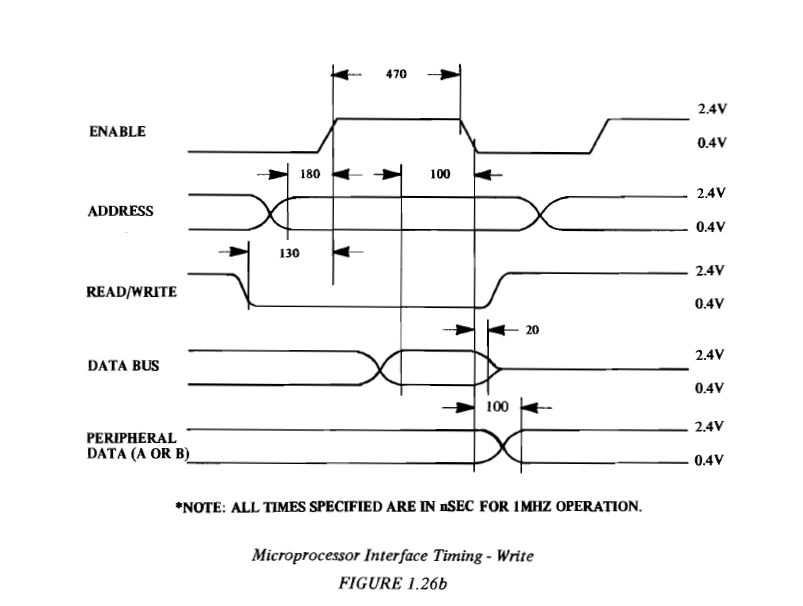 470
ENABLE
2.4V
0.4V
180
100
ADDRESS
2.4V
0.4V
130
READ/WRITE
2.4V
0.4V
20
DATA BUS
2.4V
0.4V
100
PERIPHERAL
DATA (A OR B)
2.4V
0.4V
*NOTE: ALL TIMES SPECIFIED ARE IN nSEC FOR 1MHZ OPERATION.
Microprocessor Interface Timing - Write
FIGURE 1.26b